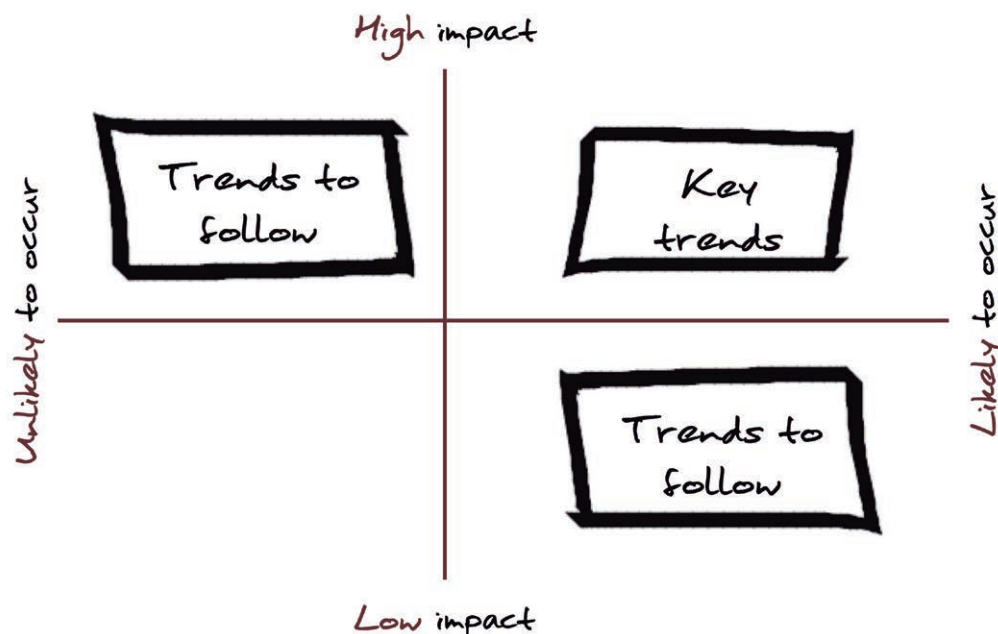 High impact
Trends to
follow
Key
trends
Unlikely to occur
Likely to occur
Trends to
follow
Low impact